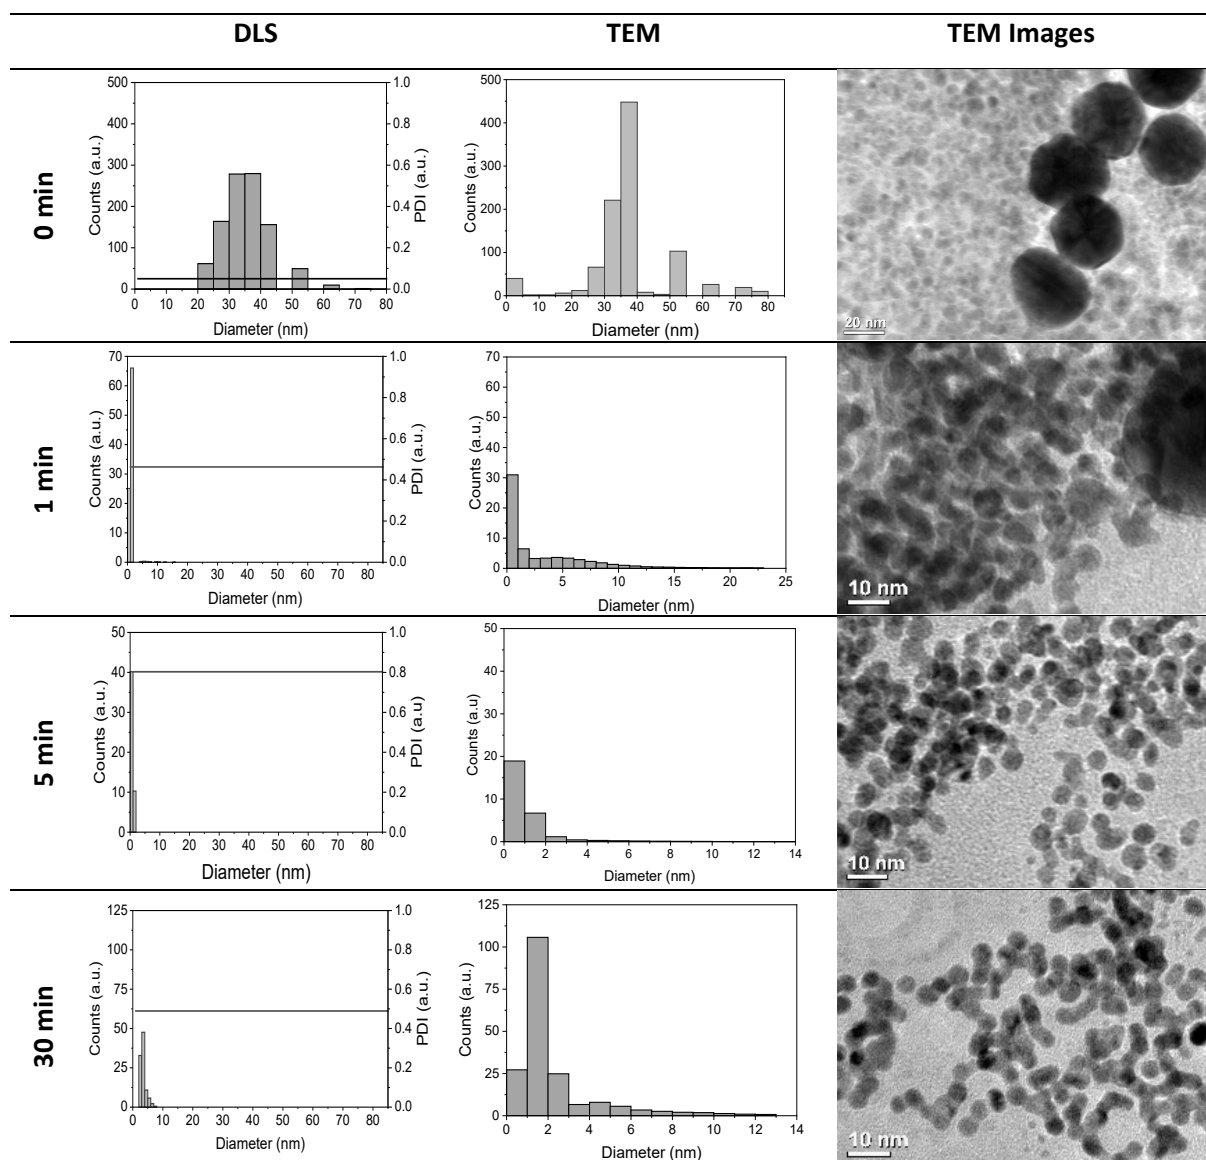 DLS TEM TEM Images
0 min
500
400
300
200
100
0
Counts (a.u.)
0 10 20 30 40 50 60 70 80
Diameter (nm)
1.0
0.8
0.6
0.4
0.2
0.0
PDI (a.u.)
500
400
300
200
100
0
Counts (a.u.)
0 10 20 30 40 50 60 70 80
Diameter (nm)
20 nm
1 min
70
60
50
40
30
20
10
0
Counts (a.u.)
0 10 20 30 40 50 60 70 80
Diameter (nm)
1.0
0.8
0.6
0.4
0.2
0.0
PDI (a.u.)
70
60
50
40
30
20
10
0
Counts (a.u.)
0 5 10 15 20 25
Diameter (nm)
10 nm
5 min
50
40
30
20
10
0
Counts (a.u.)
0 10 20 30 40 50 60 70 80
Diameter (nm)
1.0
0.8
0.6
0.4
0.2
0.0
PDI (a.u)
50
40
30
20
10
0
Counts (a.u)
0 2 4 6 8 10 12 14
Diameter (nm)
10 nm
30 min
125
100
75
50
25
0
Counts (a.u.)
0 10 20 30 40 50 60 70 80
Diameter (nm)
1.0
0.8
0.6
0.4
0.2
0.0
PDI (a.u.)
125
100
75
50
25
0
Counts (a.u.)
0 2 4 6 8 10 12 14
Diameter (nm)
10 nm